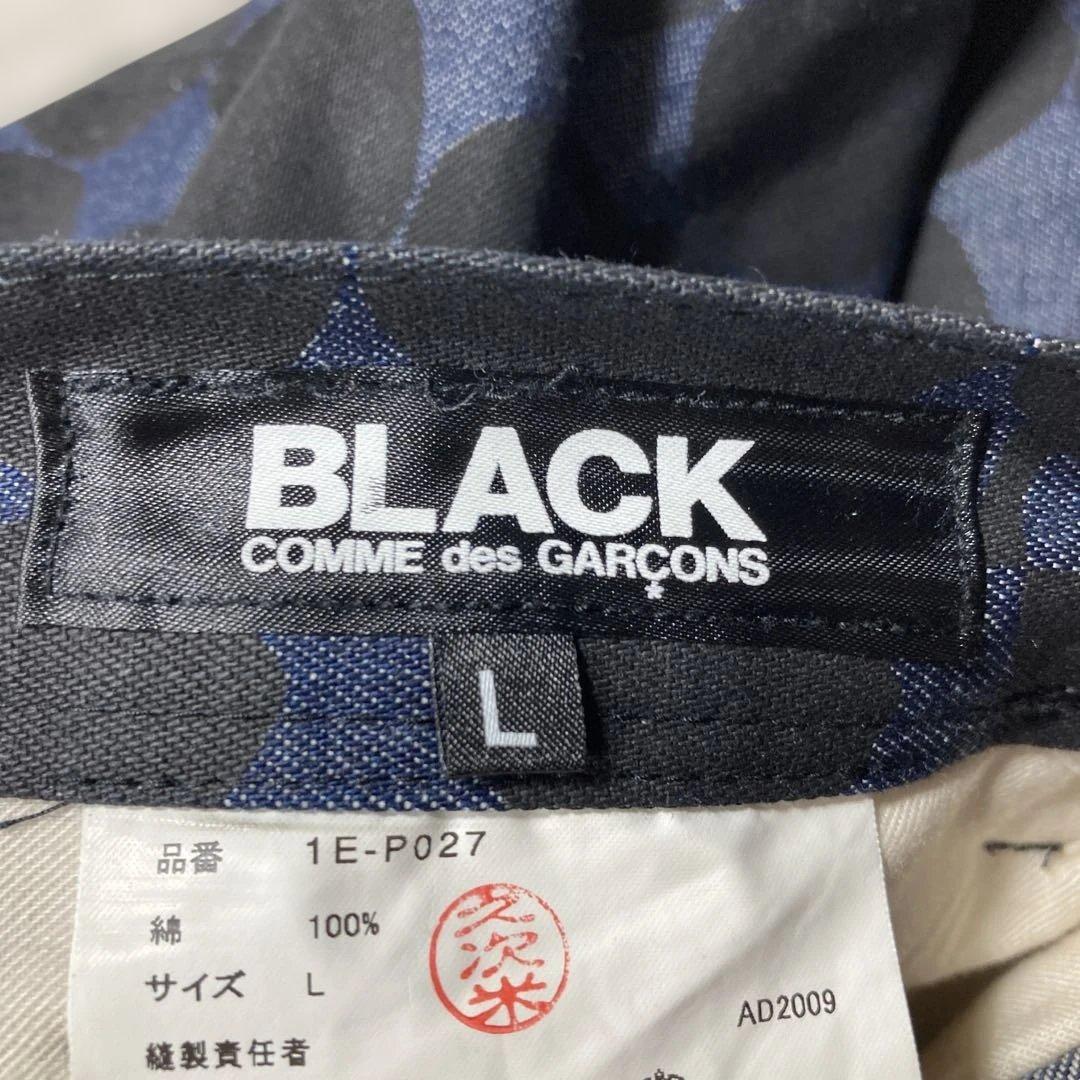 BLACK
COMME des GARÇONS
L
品番 1E-P027
綿 100%
サイズ L
AD2009
縫製責任者